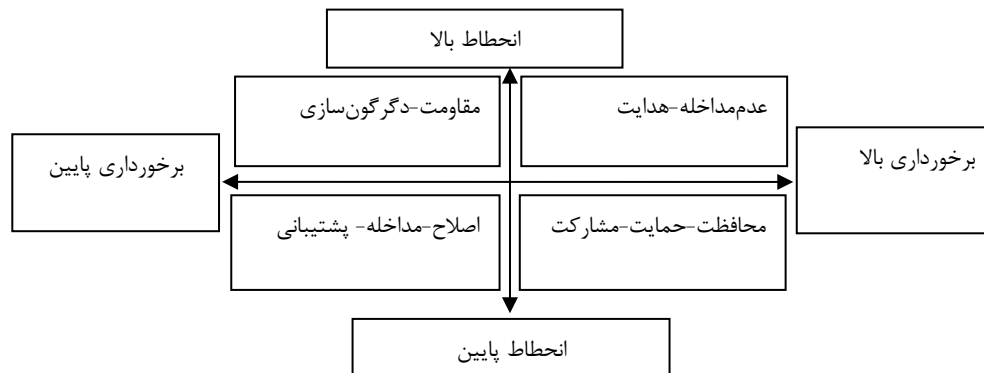 انحطاط بالا
عدم‌مداخله-هدایت
مقاومت-دگرگون‌سازی
برخورداری بالا
برخورداری پایین
محافظت-حمایت-مشارکت
اصلاح-مداخله- پشتیبانی
انحطاط پایین